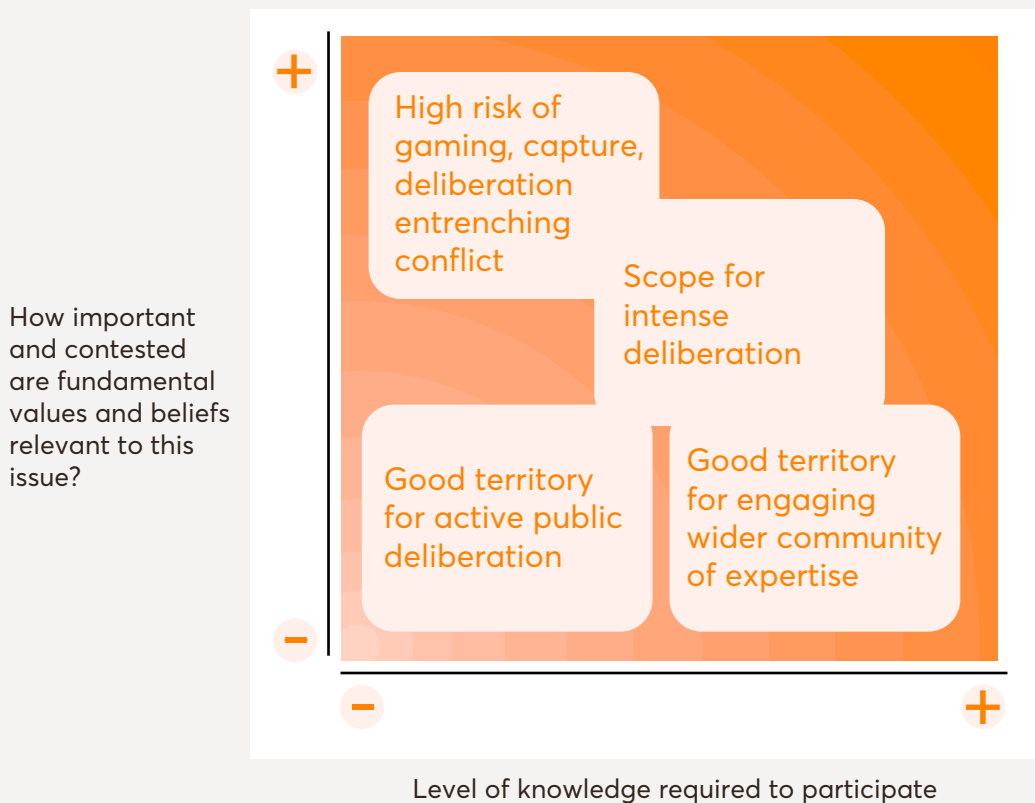 +
High risk of
gaming, capture,
deliberation
entrenching
conflict
Scope for
intense
deliberation
How important
and contested
are fundamental
values and beliefs
relevant to this
issue?
Good territory
for active public
deliberation
Good territory
for engaging
wider community
of expertise
-
-
+
Level of knowledge required to participate